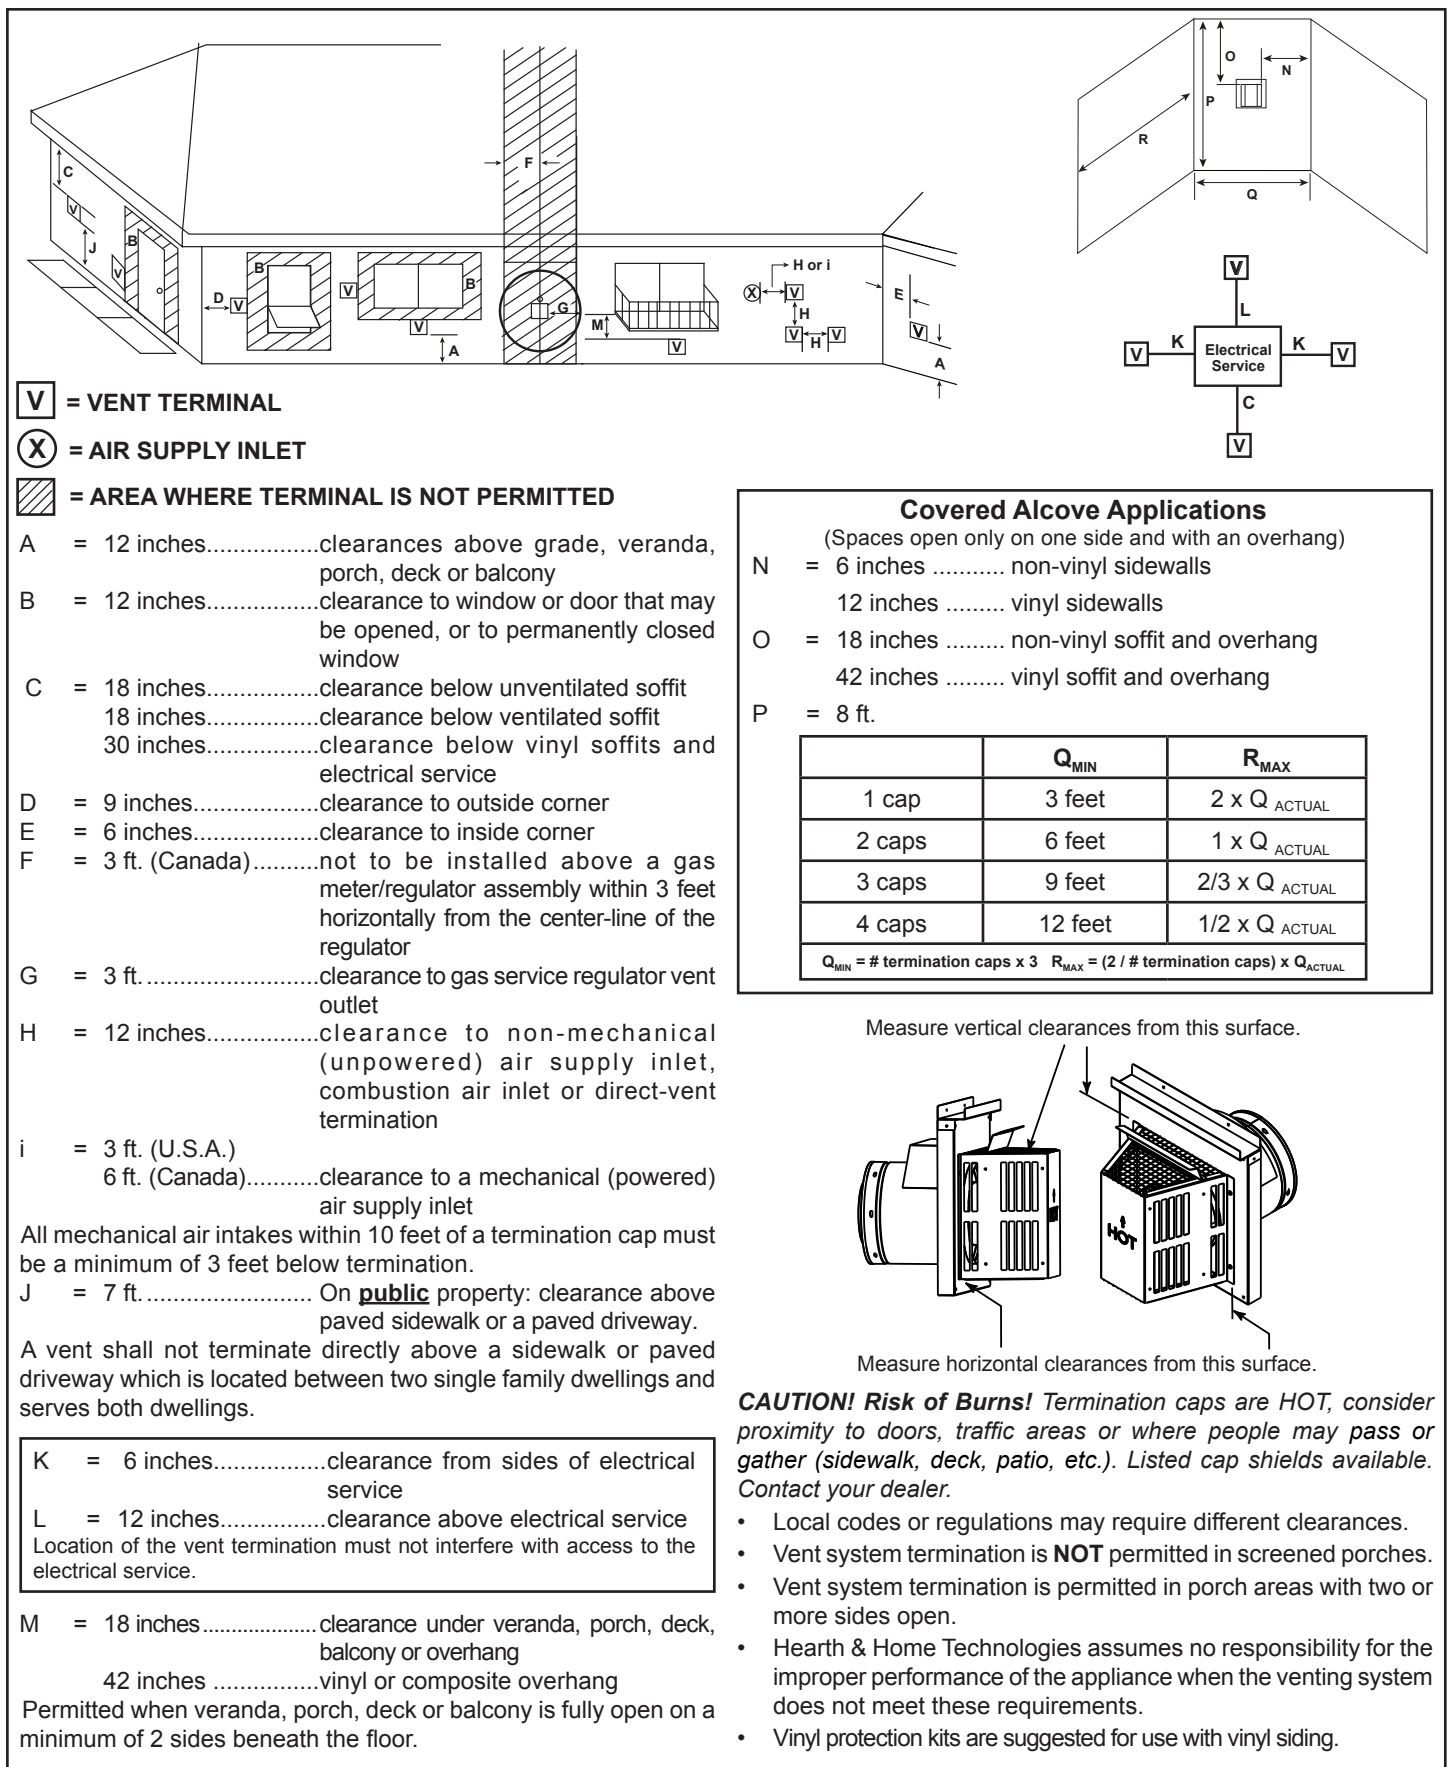 C
V
J
V
B
D
V
B
V
B
V
A
F
G
M
V
H or i
X
V
H
V
H
V
E
V
A
O
N
P
R
Q
V
L
V
K
Electrical
Service
K
V
C
V
V = VENT TERMINAL
X = AIR SUPPLY INLET
= AREA WHERE TERMINAL IS NOT PERMITTED
A = 12 inches..................clearances above grade, veranda,
porch, deck or balcony
B = 12 inches..................clearance to window or door that may
be opened, or to permanently closed
window
C = 18 inches..................clearance below unventilated soffit
18 inches..................clearance below ventilated soffit
30 inches..................clearance below vinyl soffits and
electrical service
D = 9 inches....................clearance to outside corner
E = 6 inches....................clearance to inside corner
F = 3 ft. (Canada)..........not to be installed above a gas
meter/regulator assembly within 3 feet
horizontally from the center-line of the
regulator
G = 3 ft. ...........................clearance to gas service regulator vent
outlet
H = 12 inches..................clearance to non-mechanical
(unpowered) air supply inlet,
combustion air inlet or direct-vent
termination
i = 3 ft. (U.S.A.)
6 ft. (Canada)...........clearance to a mechanical (powered)
air supply inlet
All mechanical air intakes within 10 feet of a termination cap must
be a minimum of 3 feet below termination.
J = 7 ft. .......................... On public property: clearance above
paved sidewalk or a paved driveway.
A vent shall not terminate directly above a sidewalk or paved
driveway which is located between two single family dwellings and
serves both dwellings.
K = 6 inches..................clearance from sides of electrical
service
L = 12 inches................clearance above electrical service
Location of the vent termination must not interfere with access to the
electrical service.
M = 18 inches....................clearance under veranda, porch, deck,
balcony or overhang
42 inches .................vinyl or composite overhang
Permitted when veranda, porch, deck or balcony is fully open on a
minimum of 2 sides beneath the floor.
Covered Alcove Applications
(Spaces open only on one side and with an overhang)
N = 6 inches ........... non-vinyl sidewalls
12 inches ......... vinyl sidewalls
O = 18 inches ......... non-vinyl soffit and overhang
42 inches ......... vinyl soffit and overhang
P = 8 ft.
QMIN RMAX
1 cap 3 feet 2 x Q ACTUAL
2 caps 6 feet 1 x Q ACTUAL
3 caps 9 feet 2/3 x Q ACTUAL
4 caps 12 feet 1/2 x Q ACTUAL
QMIN = # termination caps x 3 RMAX = (2 / # termination caps) x QACTUAL
Measure vertical clearances from this surface.
HOT
Measure horizontal clearances from this surface.
CAUTION! Risk of Burns! Termination caps are HOT, consider
proximity to doors, traffic areas or where people may pass or
gather (sidewalk, deck, patio, etc.). Listed cap shields available.
Contact your dealer.
• Local codes or regulations may require different clearances.
• Vent system termination is NOT permitted in screened porches.
• Vent system termination is permitted in porch areas with two or
more sides open.
• Hearth & Home Technologies assumes no responsibility for the
improper performance of the appliance when the venting system
does not meet these requirements.
• Vinyl protection kits are suggested for use with vinyl siding.